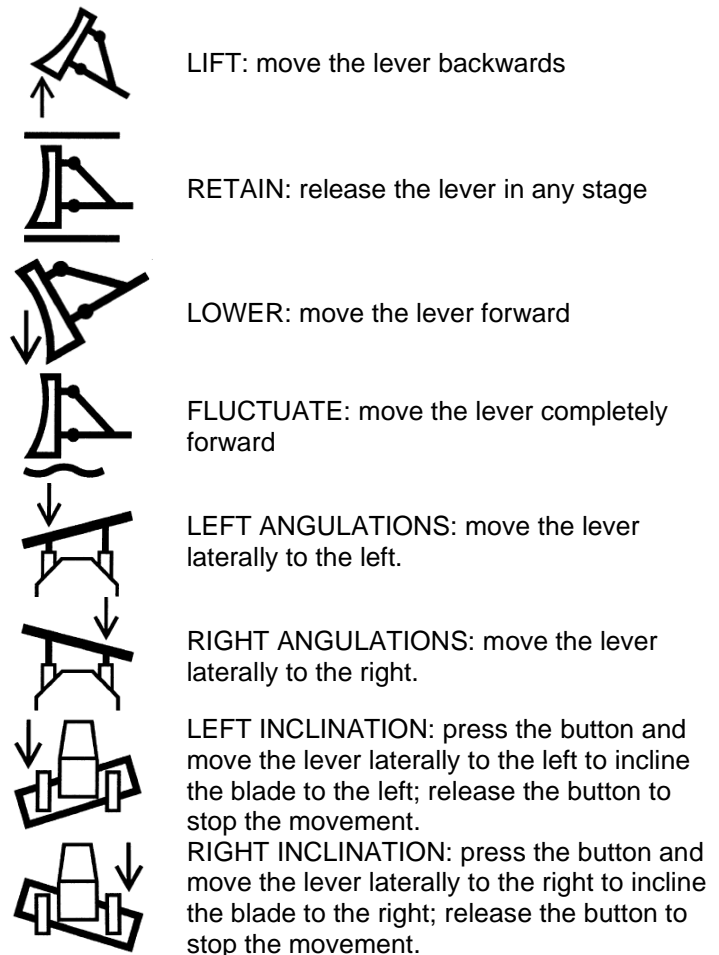 LIFT: move the lever backwards
RETAIN: release the lever in any stage
LOWER: move the lever forward
FLUCTUATE: move the lever completely
forward
LEFT ANGULATIONS: move the lever
laterally to the left.
RIGHT ANGULATIONS: move the lever
laterally to the right.
LEFT INCLINATION: press the button and
move the lever laterally to the left to incline
the blade to the left; release the button to
stop the movement.
RIGHT INCLINATION: press the button and
move the lever laterally to the right to incline
the blade to the right; release the button to
stop the movement.